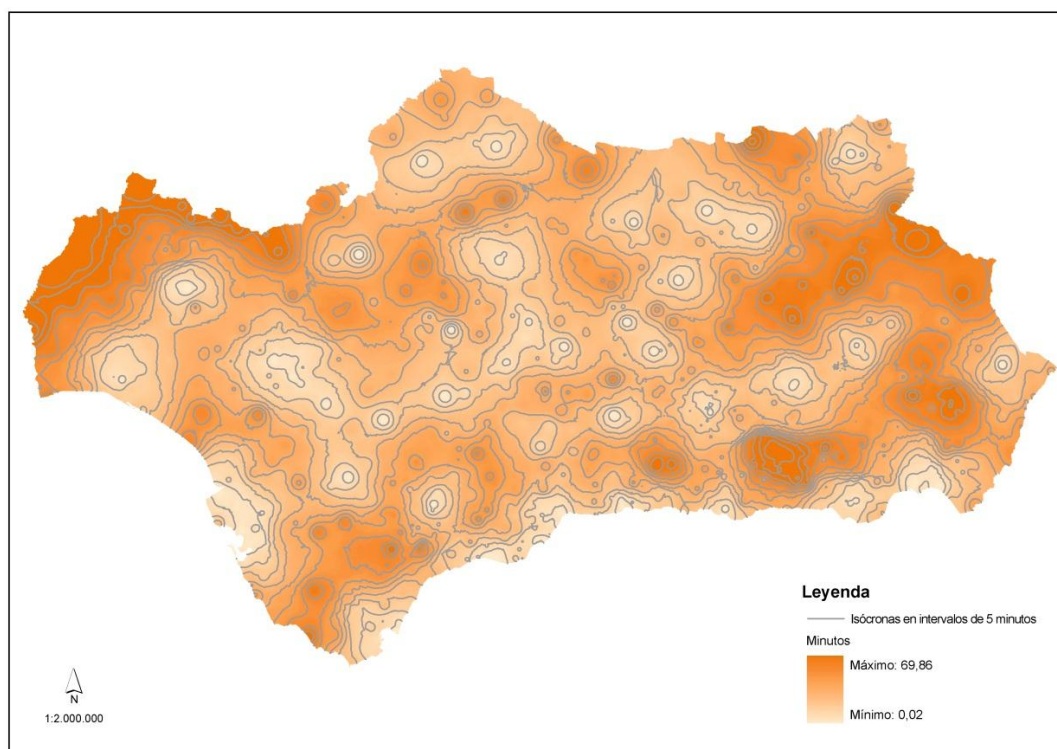 Leyenda
Isócronas en intervalos de 5 minutos
Minutos
Máximo: 69,86
Mínimo: 0,02
N
1:2.000.000